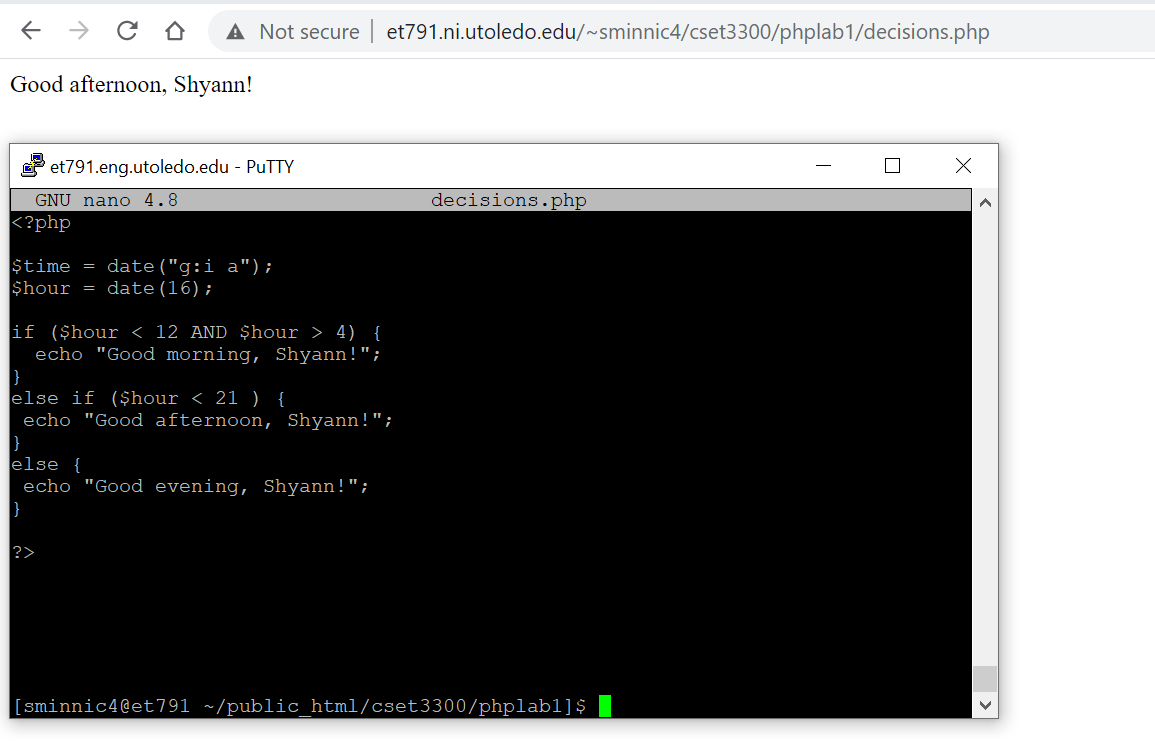 Not secure | et791.ni.utoledo.edu/~sminnic4/cset3300/phplab1/decisions.php
Good afternoon, Shyann!
et791.eng.utoledo.edu - PuTTY
GNU nano 4.8 decisions.php
<?php
$time = date("g:i a");
$hour = date(16);
if ($hour < 12 AND $hour > 4) {
echo "Good morning, Shyann!";
}
else if ($hour < 21 ) {
echo "Good afternoon, Shyann!";
}
else {
echo "Good evening, Shyann!";
}
?>
[sminnic4@et791 ~/public_html/cset3300/phplab1]$